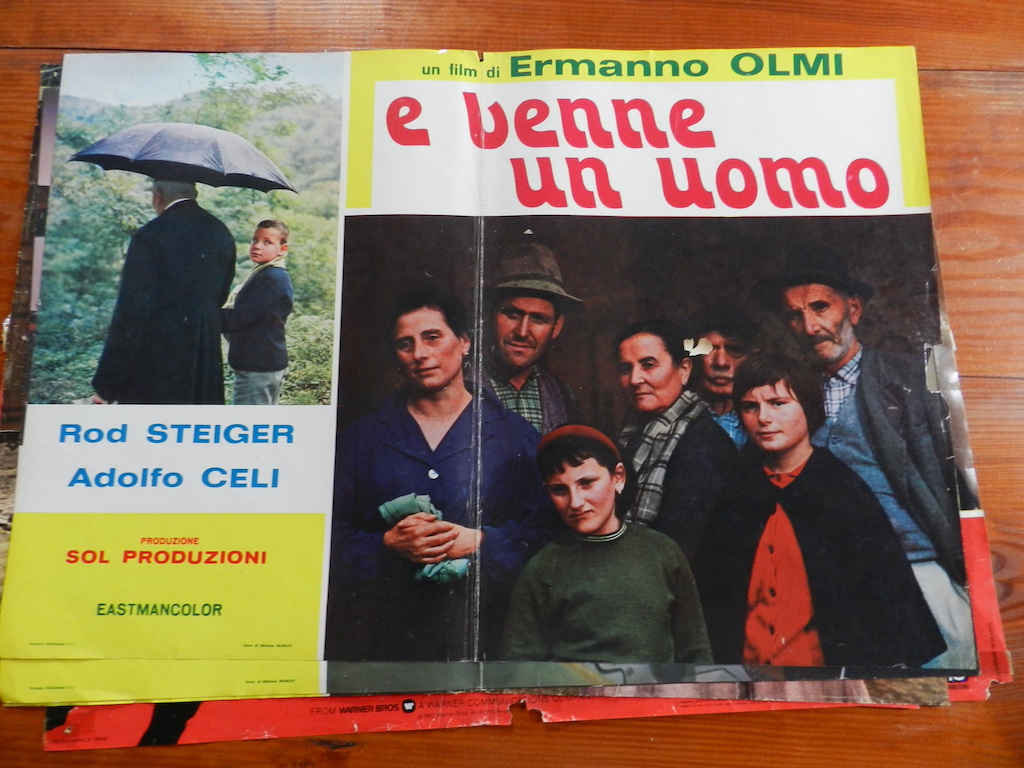 un film di Ermanno OLMI
e venne
un uomo
Rod STEIGER
Adolfo CELI
PRODUZIONE
SOL PRODUZIONI
EASTMANCOLOR
FROM WARNER BROS W A WARNER